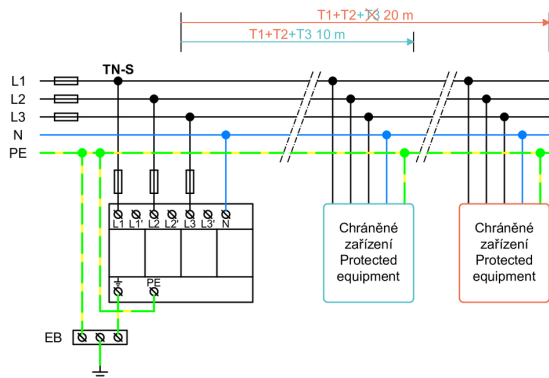 T1+T2+T3 20 m
T1+T2+T3 10 m
TN-S
L1
L2
L3
N
PE
L1 L1' L2 L2' L3 L3' N
PE
Chráněné
zařízení
Protected
equipment
Chráněné
zařízení
Protected
equipment
EB